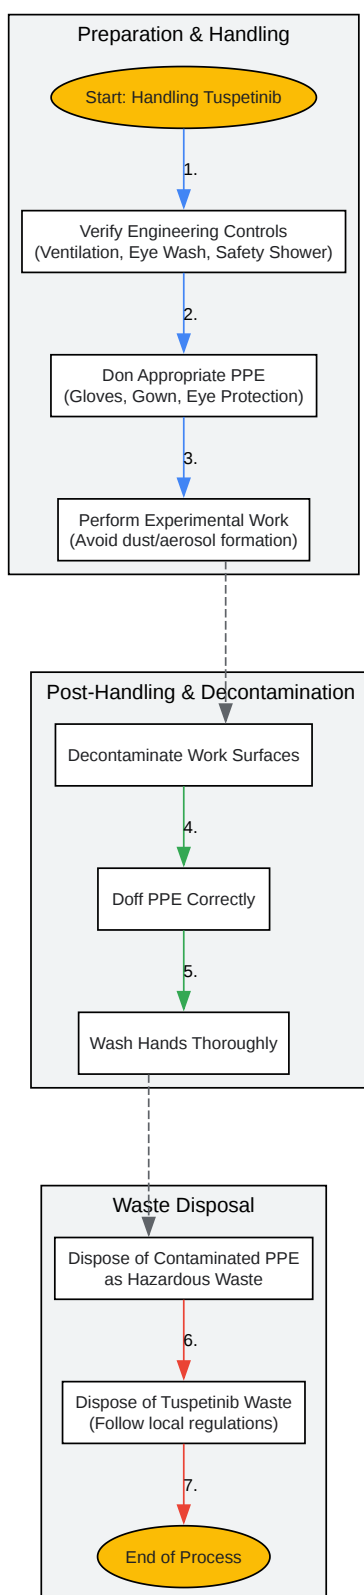 Preparation & Handling
Start: Handling Tuspetinib
1.
Verify Engineering Controls
(Ventilation, Eye Wash, Safety Shower)
2.
Don Appropriate PPE
(Gloves, Gown, Eye Protection)
3.
Perform Experimental Work
(Avoid dust/aerosol formation)
Post-Handling & Decontamination
Decontaminate Work Surfaces
4.
Doff PPE Correctly
5.
Wash Hands Thoroughly
Waste Disposal
Dispose of Contaminated PPE
as Hazardous Waste
6.
Dispose of Tuspetinib Waste
(Follow local regulations)
7.
End of Process